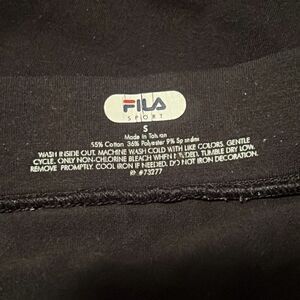 FILA
SPORT
S
Made In Taiwan
55% Cotton 36% Polyester 9% Spandex
WASH INSIDE OUT. MACHINE WASH COLD WITH LIKE COLORS. GENTLE
CYCLE. ONLY NON-CHLORINE BLEACH WHEN NEEDED. TUMBLE DRY LOW.
REMOVE PROMPTLY. COOL IRON IF NEEDED. DO NOT IRON DECORATION.
RN #73277